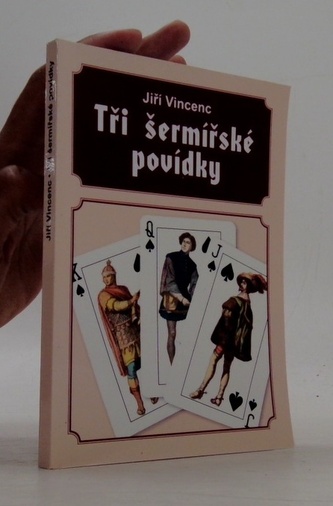 Jiří Vincenc
Tři šermířské
povídky
Jiří Vincenc • Tři šermířské povídky
K
Q
J
J